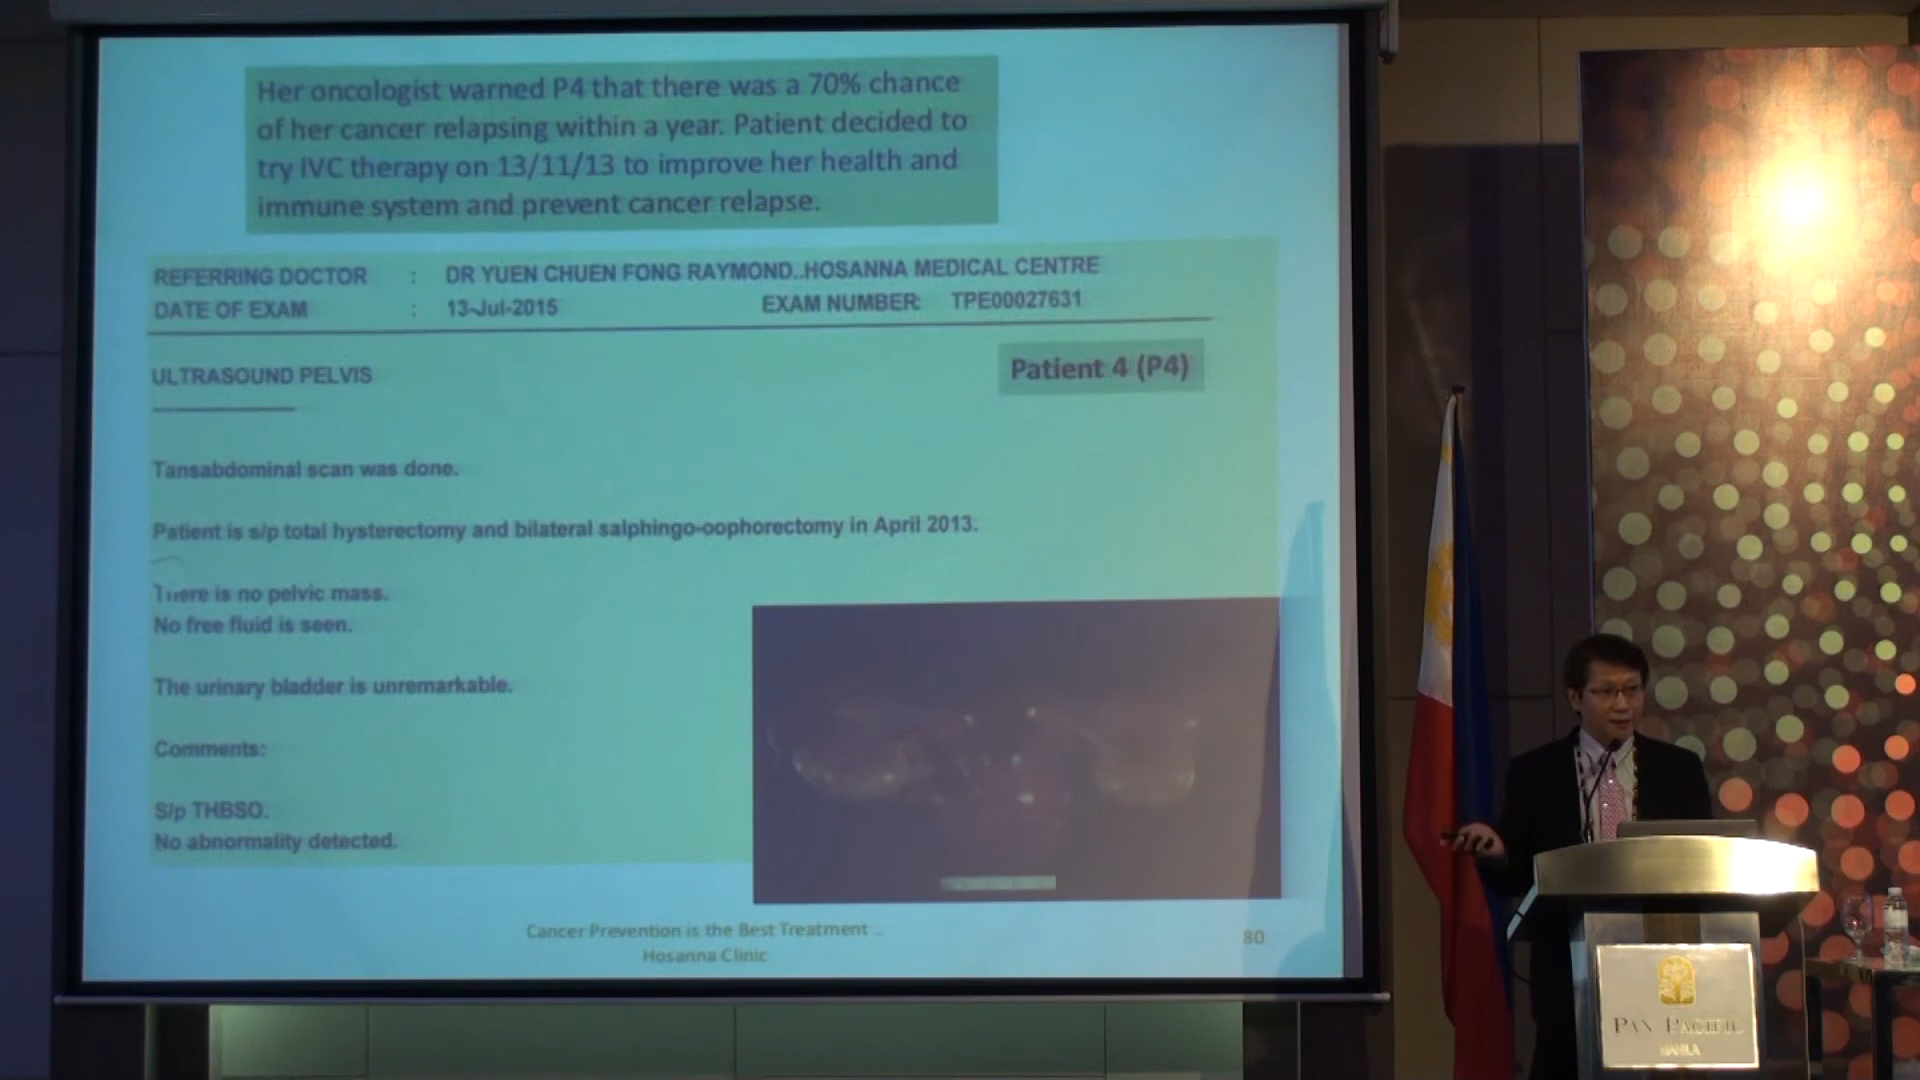 Her oncologist warned P4 that there was a 70% chance
of her cancer relapsing within a year. Patient decided to
try IVC therapy on 13/11/13 to improve her health and
immune system and prevent cancer relapse.
REFERRING DOCTOR : DR YUEN CHUEN FONG RAYMOND..HOSANNA MEDICAL CENTRE
DATE OF EXAM : 13-Jul-2015 EXAM NUMBER: TPE00027631
ULTRASOUND PELVIS
Patient 4 (P4)
Tansabdominal scan was done.
Patient is s/p total hysterectomy and bilateral salphingo-oophorectomy in April 2013.
There is no pelvic mass.
No free fluid is seen.
The urinary bladder is unremarkable.
Comments:
S/p THBSO.
No abnormality detected.
Cancer Prevention is the Best Treatment ..
Hosanna Clinic
80
PAN PACIFIC
MANILA